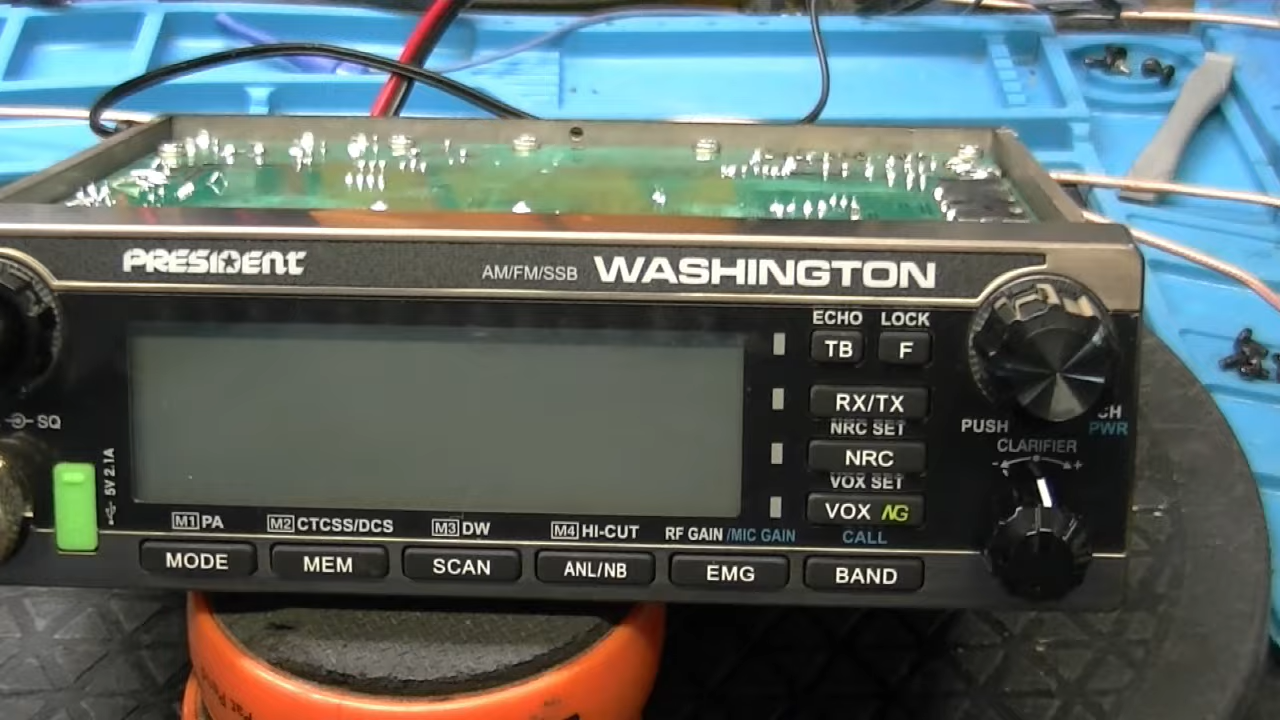 PRESIDENT
AM/FM/SSB WASHINGTON
ECHO LOCK
TB F
RX/TX
NRC SET
NRC
VOX SET
VOX NG
CALL
PUSH
CH
PWR
CLARIFIER
- +
SQ
5V 2.1A
M1 PA
M2 CTCSS/DCS
M3 DW
M4 HI-CUT
RF GAIN /MIC GAIN
MODE
MEM
SCAN
ANL/NB
EMG
BAND